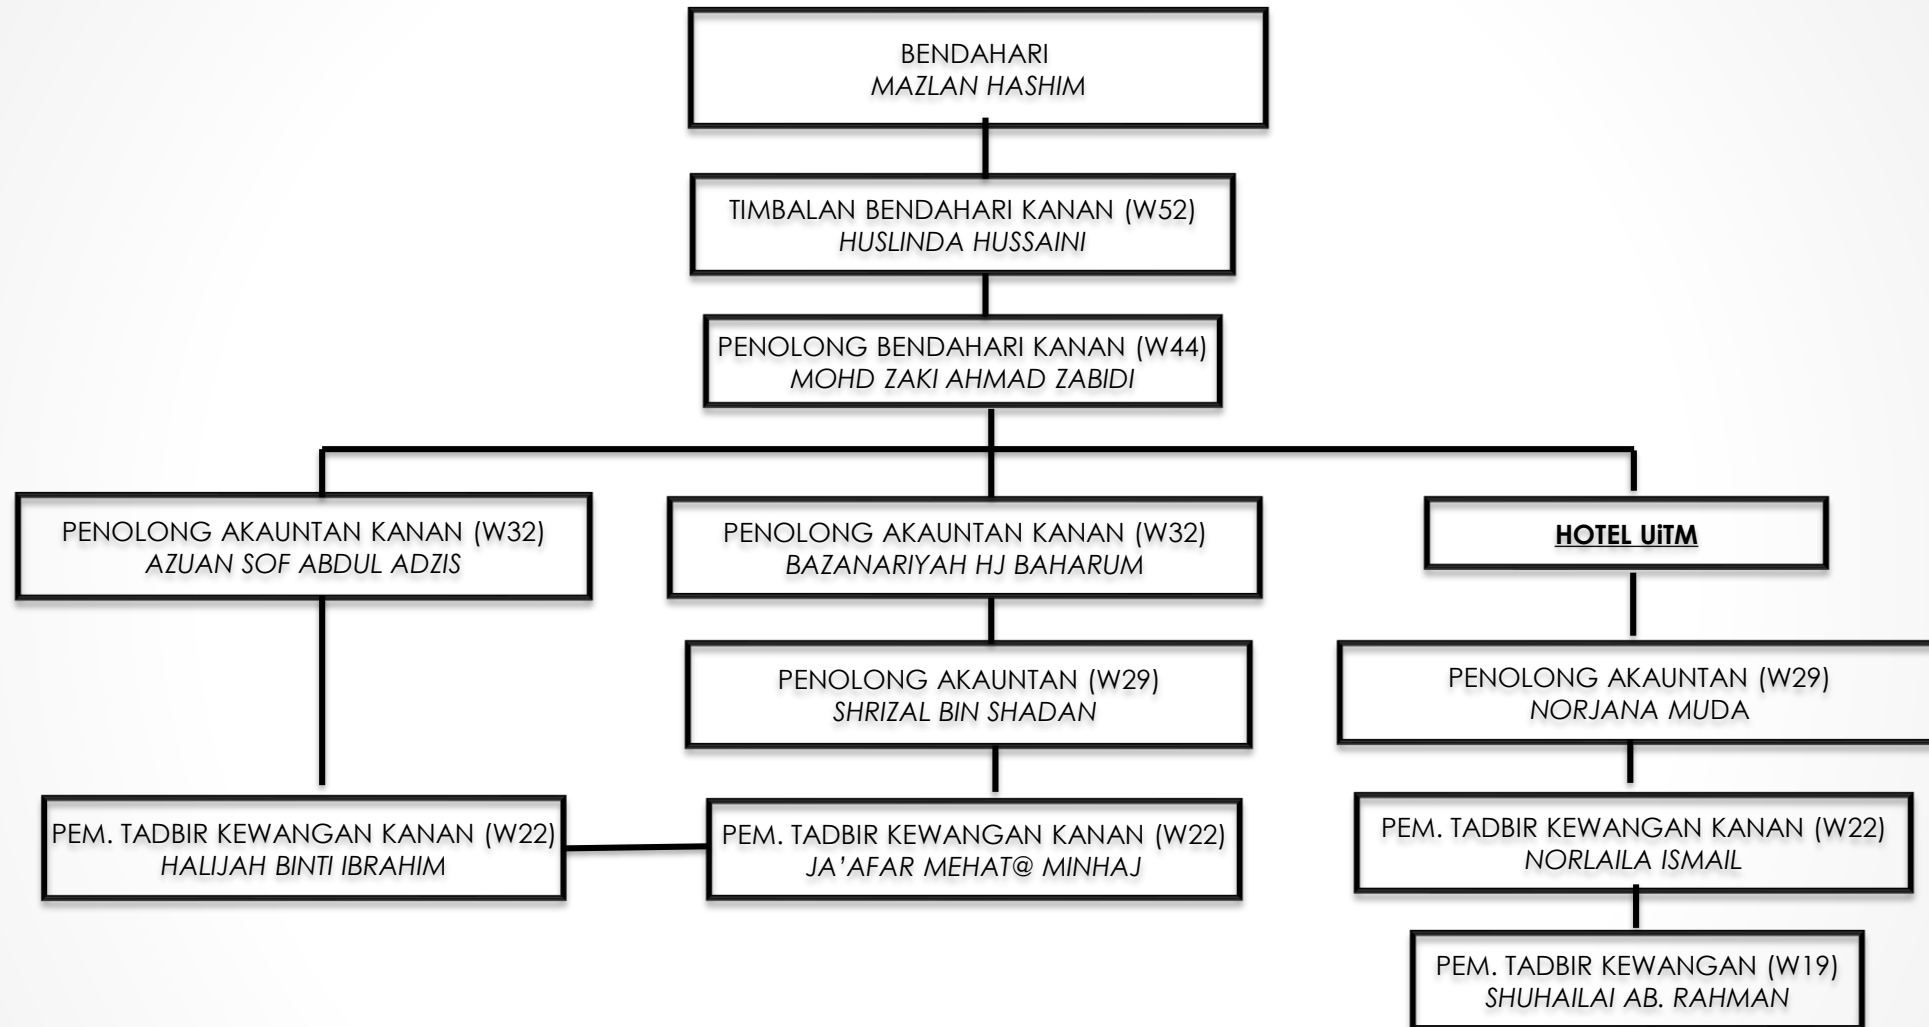 BENDAHARI
MAZLAN HASHIM
TIMBALAN BENDAHARI KANAN (W52)
HUSLINDA HUSSAINI
PENOLONG BENDAHARI KANAN (W44)
MOHD ZAKI AHMAD ZABIDI
PENOLONG AKAUNTAN KANAN (W32)
AZUAN SOF ABDUL ADZIS
PENOLONG AKAUNTAN KANAN (W32)
BAZANARIYAH HJ BAHARUM
HOTEL UiTM
PENOLONG AKAUNTAN (W29)
SHRIZAL BIN SHADAN
PENOLONG AKAUNTAN (W29)
NORJANA MUDA
PEM. TADBIR KEWANGAN KANAN (W22)
HALIJAH BINTI IBRAHIM
PEM. TADBIR KEWANGAN KANAN (W22)
JA’AFAR MEHAT@ MINHAJ
PEM. TADBIR KEWANGAN KANAN (W22)
NORLAILA ISMAIL
PEM. TADBIR KEWANGAN (W19)
SHUHAILAI AB. RAHMAN